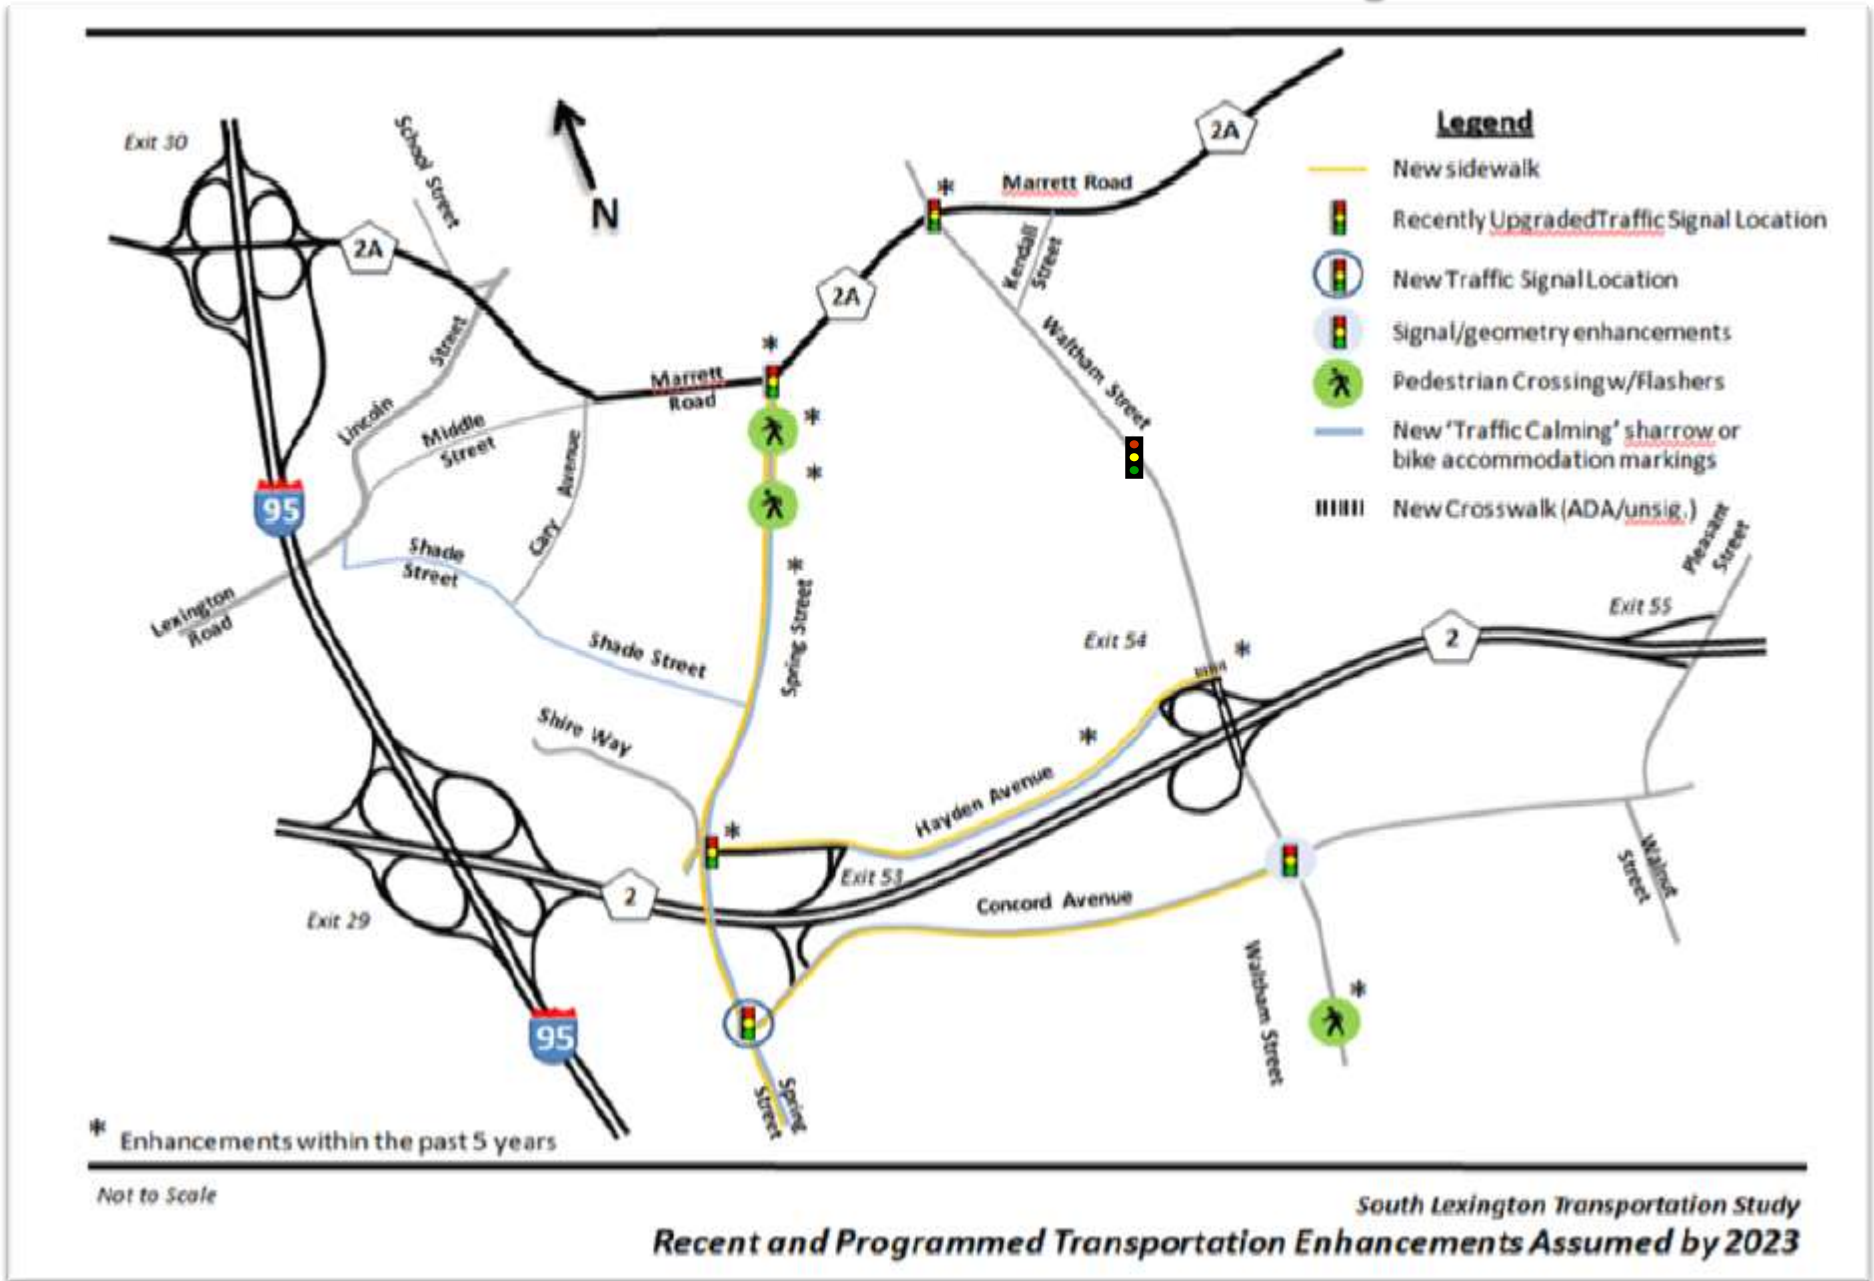 Exit 30
School Street
2A
N
2A
Marrett Road
2A
Kendall
Street
Waltham Street
Lincoln
Street
Marrett
Road
Middle
Street
Cary Avenue
95
Shade
Street
Lexington
Road
Shade Street
Spring Street
*
*
*
*
*
Shire Way
Exit 54
*
*
2
Exit 55
Pleasant
Street
Hayden Avenue
*
Exit 53
2
Exit 29
Concord Avenue
Walnut
Street
Waltham Street
*
95
Spring
Street
Legend
New sidewalk
Recently UpgradedTraffic Signal Location
New Traffic Signal Location
Signal/geometry enhancements
Pedestrian Crossingw/Flashers
New ‘Traffic Calming’ sharrow or
bike accommodation markings
New Crosswalk (ADA/unsig.)
* Enhancements within the past 5 years
Not to Scale
South Lexington Transportation Study
Recent and Programmed Transportation Enhancements Assumed by 2023